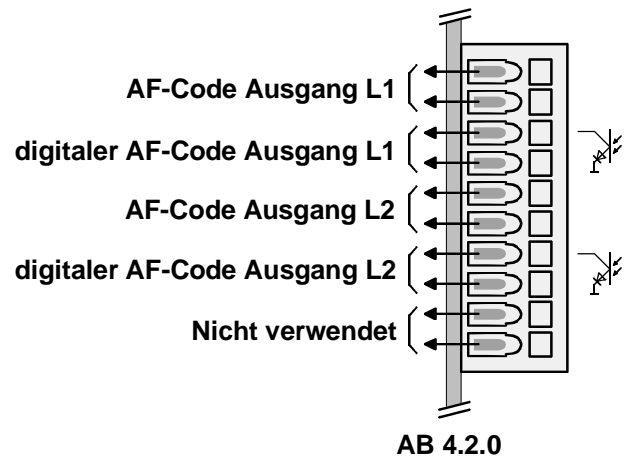 AF-Code Ausgang L1
digitaler AF-Code Ausgang L1
AF-Code Ausgang L2
digitaler AF-Code Ausgang L2
Nicht verwendet
AB 4.2.0